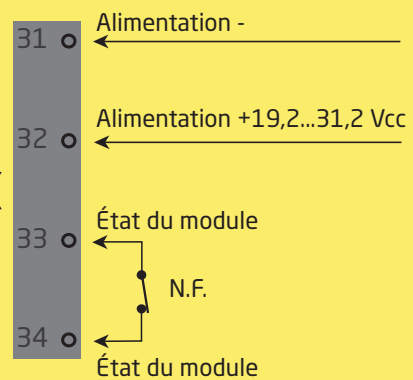 31 Alimentation -
32 Alimentation +19,2...31,2 Vcc
33 État du module
N.F.
34 État du module